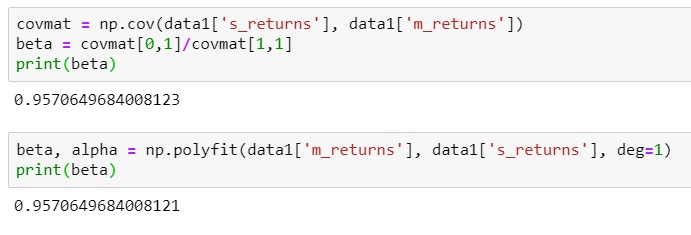 covmat = np.cov(data1['s_returns'], data1['m_returns'])
beta = covmat[0,1]/covmat[1,1]
print(beta)
0.9570649684008123
beta, alpha = np.polyfit(data1['m_returns'], data1['s_returns'], deg=1)
print(beta)
0.9570649684008121